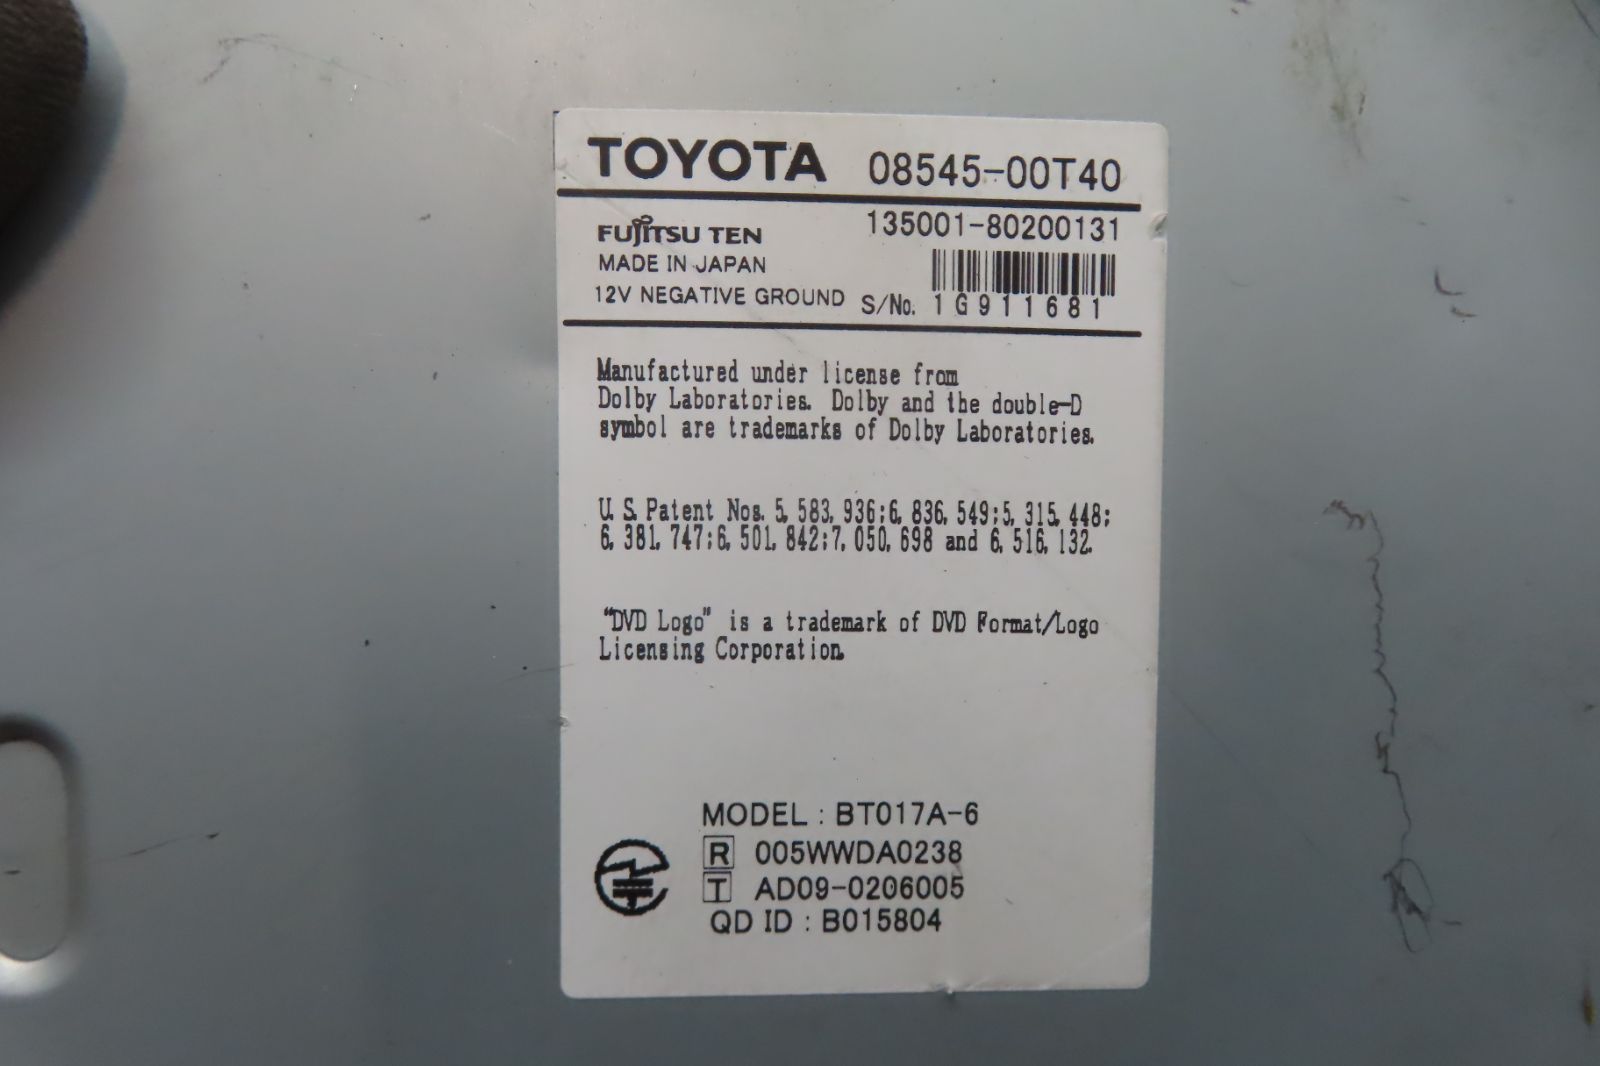 TOYOTA 08545-00T40
FUJITSU TEN 135001-80200131
MADE IN JAPAN
12V NEGATIVE GROUND S/No. 1G911681
Manufactured under license from
Dolby Laboratories. Dolby and the double-D
symbol are trademarks of Dolby Laboratories.
U.S. Patent Nos. 5,583,936;6,836,549;5,315,448;
6,381,747;6,501,842;7,050,698 and 6,516,132.
"DVD Logo" is a trademark of DVD Format/Logo
Licensing Corporation.
MODEL : BT017A-6
R 005WWDA0238
T AD09-0206005
QD ID : B015804